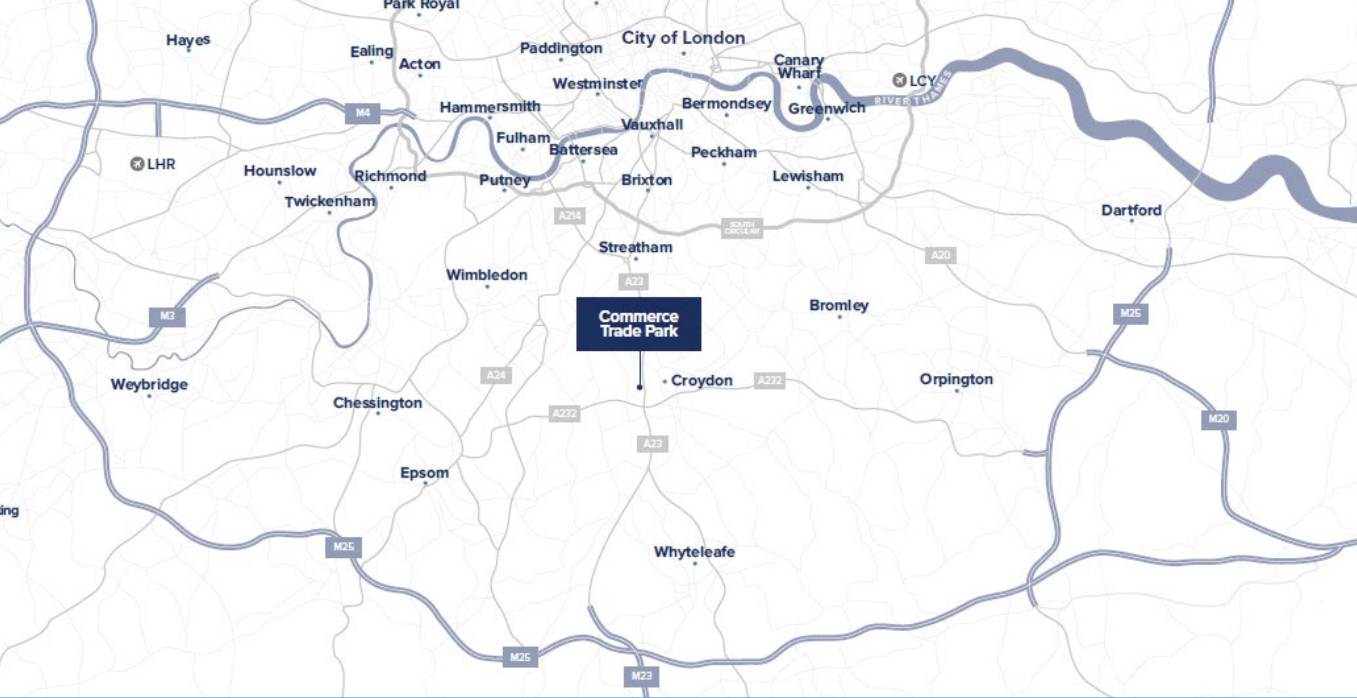 Park Royal
Hayes
City of London
Ealing
Paddington
Acton
Canary
Wharf
LCY
Westminster
RIVER THAMES
Hammersmith
Bermondsey
Greenwich
M4
Vauxhall
Fulham
Battersea
Peckham
LHR
Hounslow
Richmond
Putney
Brixton
Lewisham
Twickenham
Dartford
A214
SOUTH
CIRCULAR
Streatham
A20
Wimbledon
A23
Bromley
M3
Commerce
Trade Park
M25
Weybridge
A24
Croydon
A232
Orpington
Chessington
A232
M20
A23
Epsom
ing
M25
Whyteleafe
M25
M23